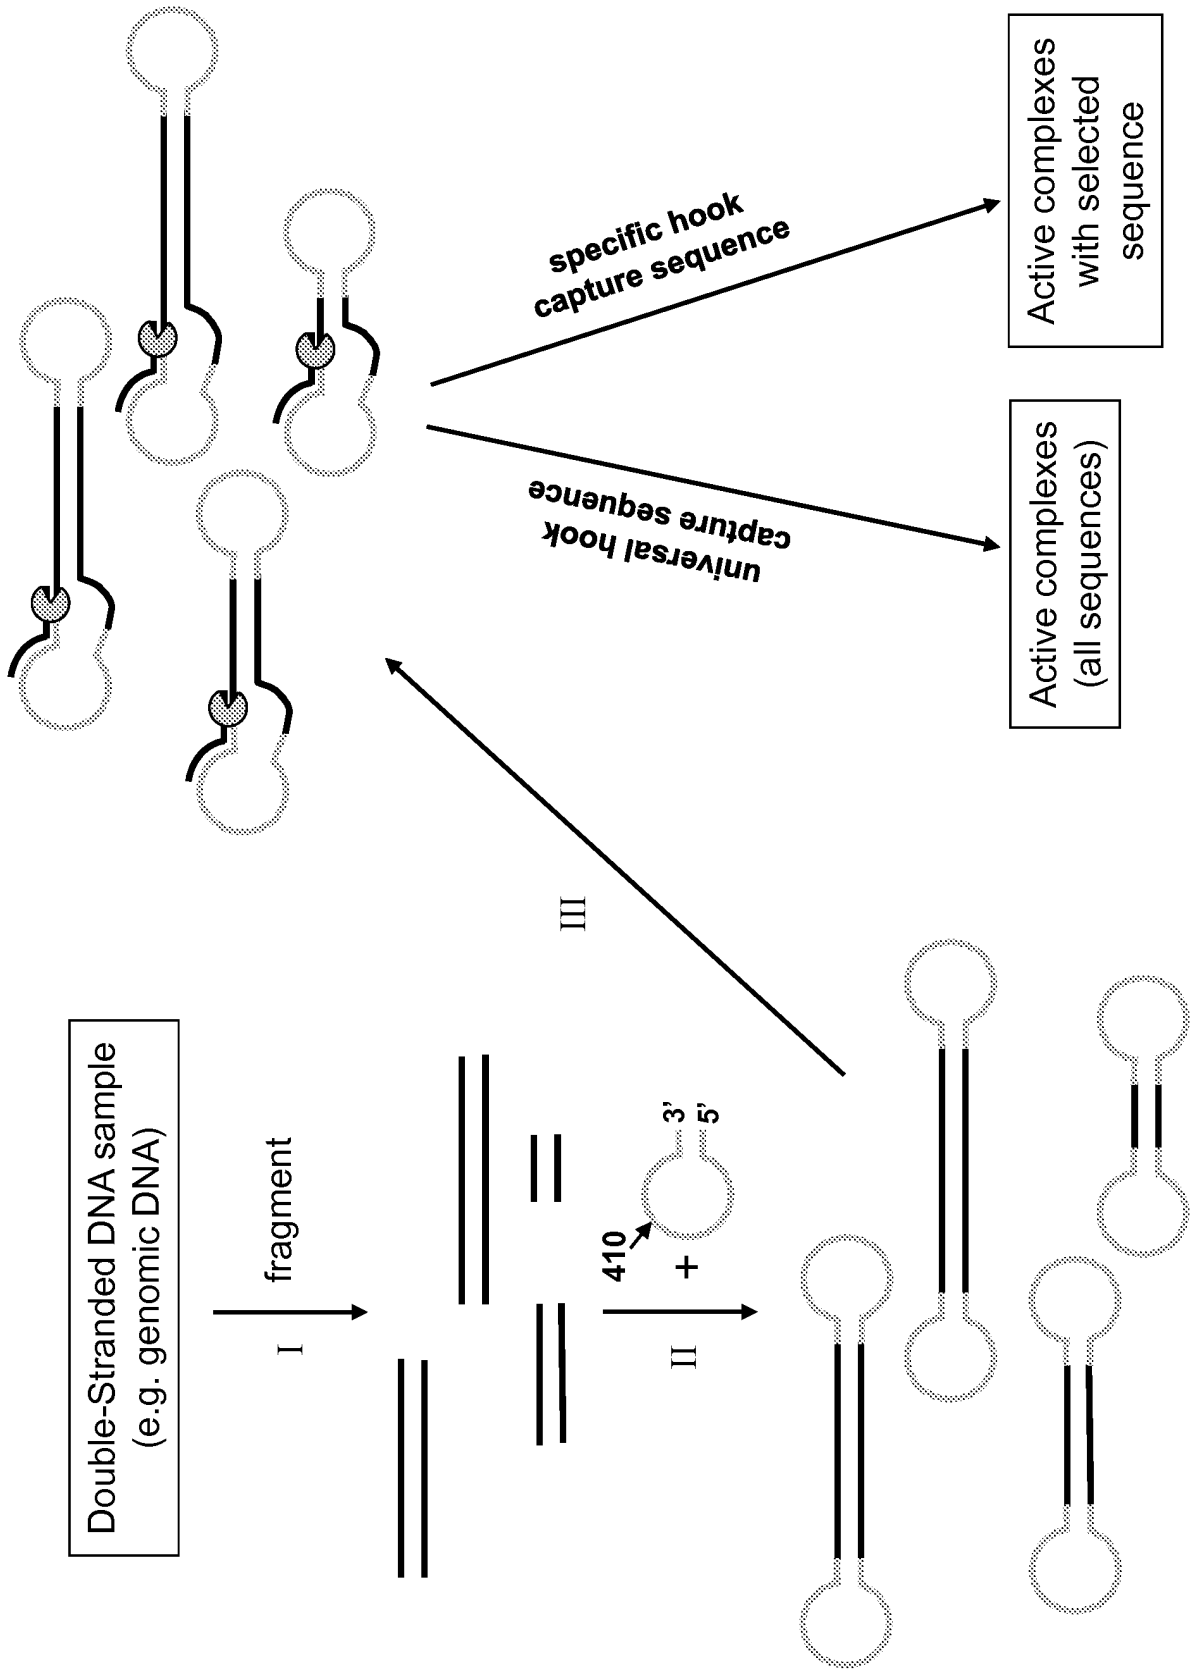 Double-Stranded DNA sample
(e.g. genomic DNA)
I
fragment
II
+
410
3’
5’
III
universal hook
capture sequence
specific hook
capture sequence
Active complexes
(all sequences)
Active complexes
with selected
sequence